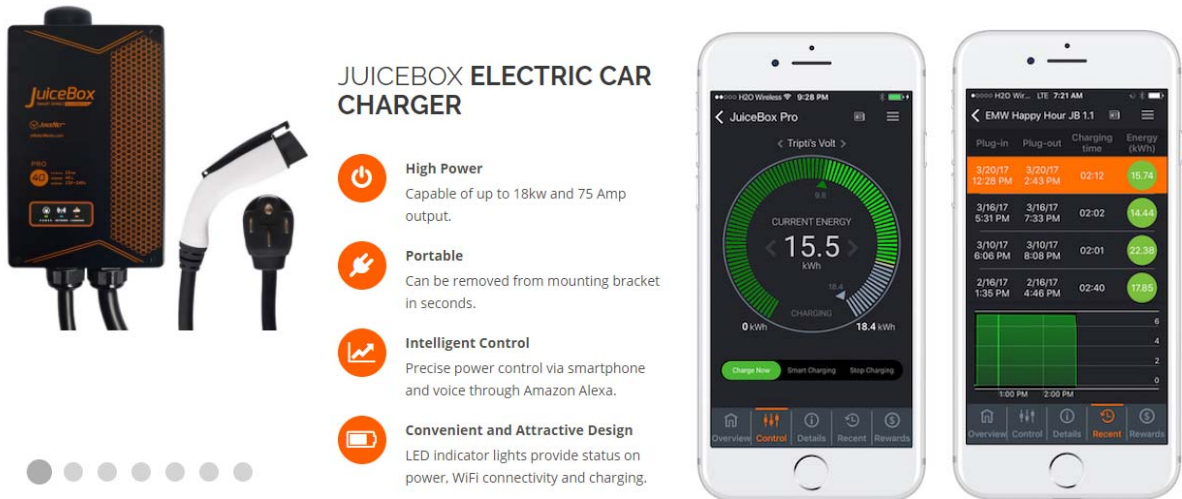 JuiceBox
PRO
40
JUICEBOX ELECTRIC CAR
CHARGER
High Power
Capable of up to 18kw and 75 Amp
output.
Portable
Can be removed from mounting bracket
in seconds.
Intelligent Control
Precise power control via smartphone
and voice through Amazon Alexa.
Convenient and Attractive Design
LED indicator lights provide status on
power, WiFi connectivity and charging.
H2O Wireless 9:28 PM
JuiceBox Pro
Tripti's Volt
9.8
CURRENT ENERGY
15.5
kWh
18.4
CHARGING
0 kWh 18.4 kWh
Charge Now Smart Charging Stop Charging
Overview Control Details Recent Rewards
H2O Wir... LTE 7:21 AM
EMW Happy Hour JB 1.1
Plug-in Plug-out Charging time Energy (kWh)
3/20/17 3/20/17
12:28 PM 2:43 PM 02:12 15.74
3/16/17 3/16/17
5:31 PM 7:33 PM 02:02 14.44
3/10/17 3/10/17
6:06 PM 8:08 PM 02:01 22.38
2/16/17 2/16/17
1:35 PM 4:46 PM 02:40 17.85
6
4
2
0
1:00 PM 2:00 PM
Overview Control Details Recent Rewards